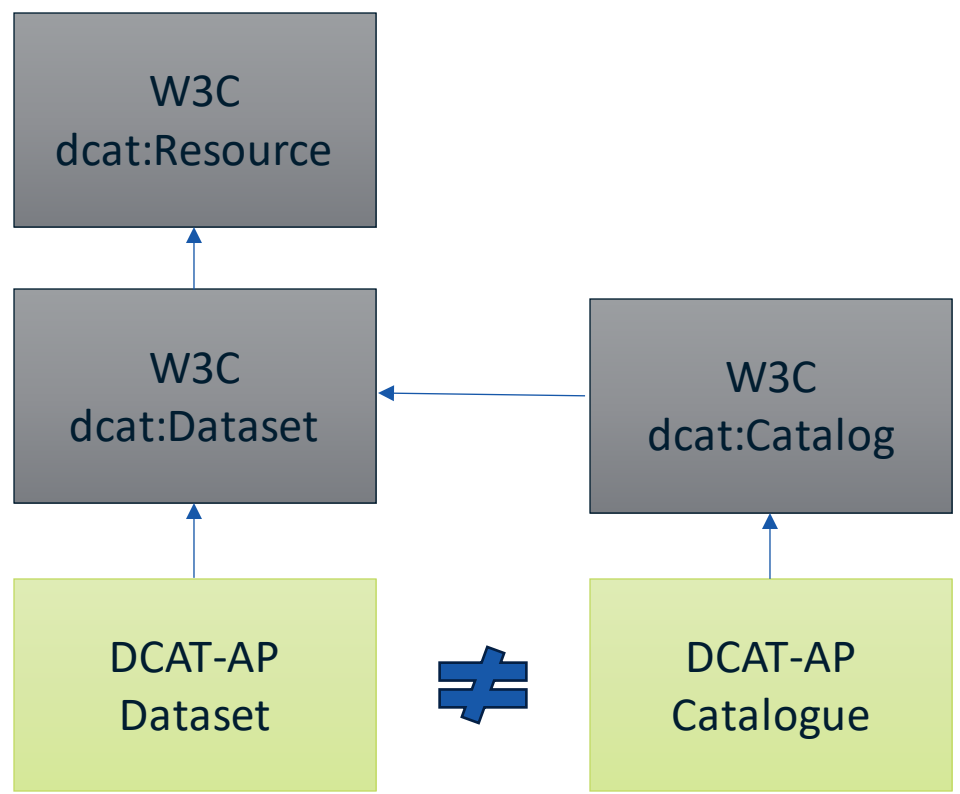 W3C
dcat:Resource
W3C
dcat:Dataset
W3C
dcat:Catalog
DCAT-AP
Dataset
≠
DCAT-AP
Catalogue